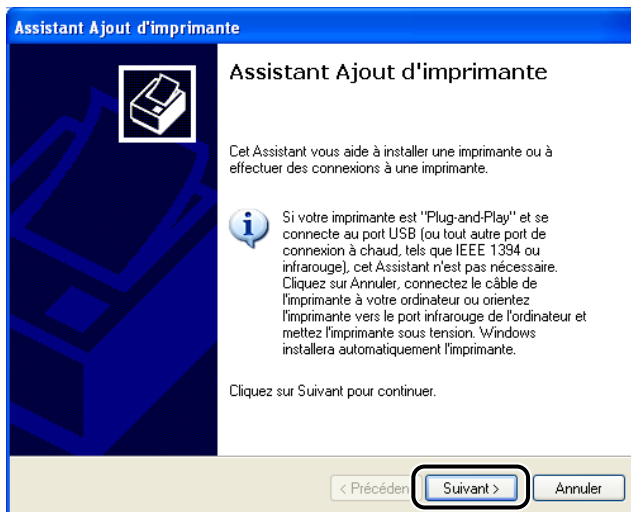 Assistant Ajout d'imprimante
Assistant Ajout d'imprimante
Cet Assistant vous aide à installer une imprimante ou à
effectuer des connexions à une imprimante.
Si votre imprimante est "Plug-and-Play" et se
connecte au port USB (ou tout autre port de
connexion à chaud, tels que IEEE 1394 ou
infrarouge), cet Assistant n'est pas nécessaire.
Cliquez sur Annuler, connectez le câble de
l'imprimante à votre ordinateur ou orientez
l'imprimante vers le port infrarouge de l'ordinateur et
mettez l'imprimante sous tension. Windows
installera automatiquement l'imprimante.
Cliquez sur Suivant pour continuer.
< Précéden Suivant > Annuler